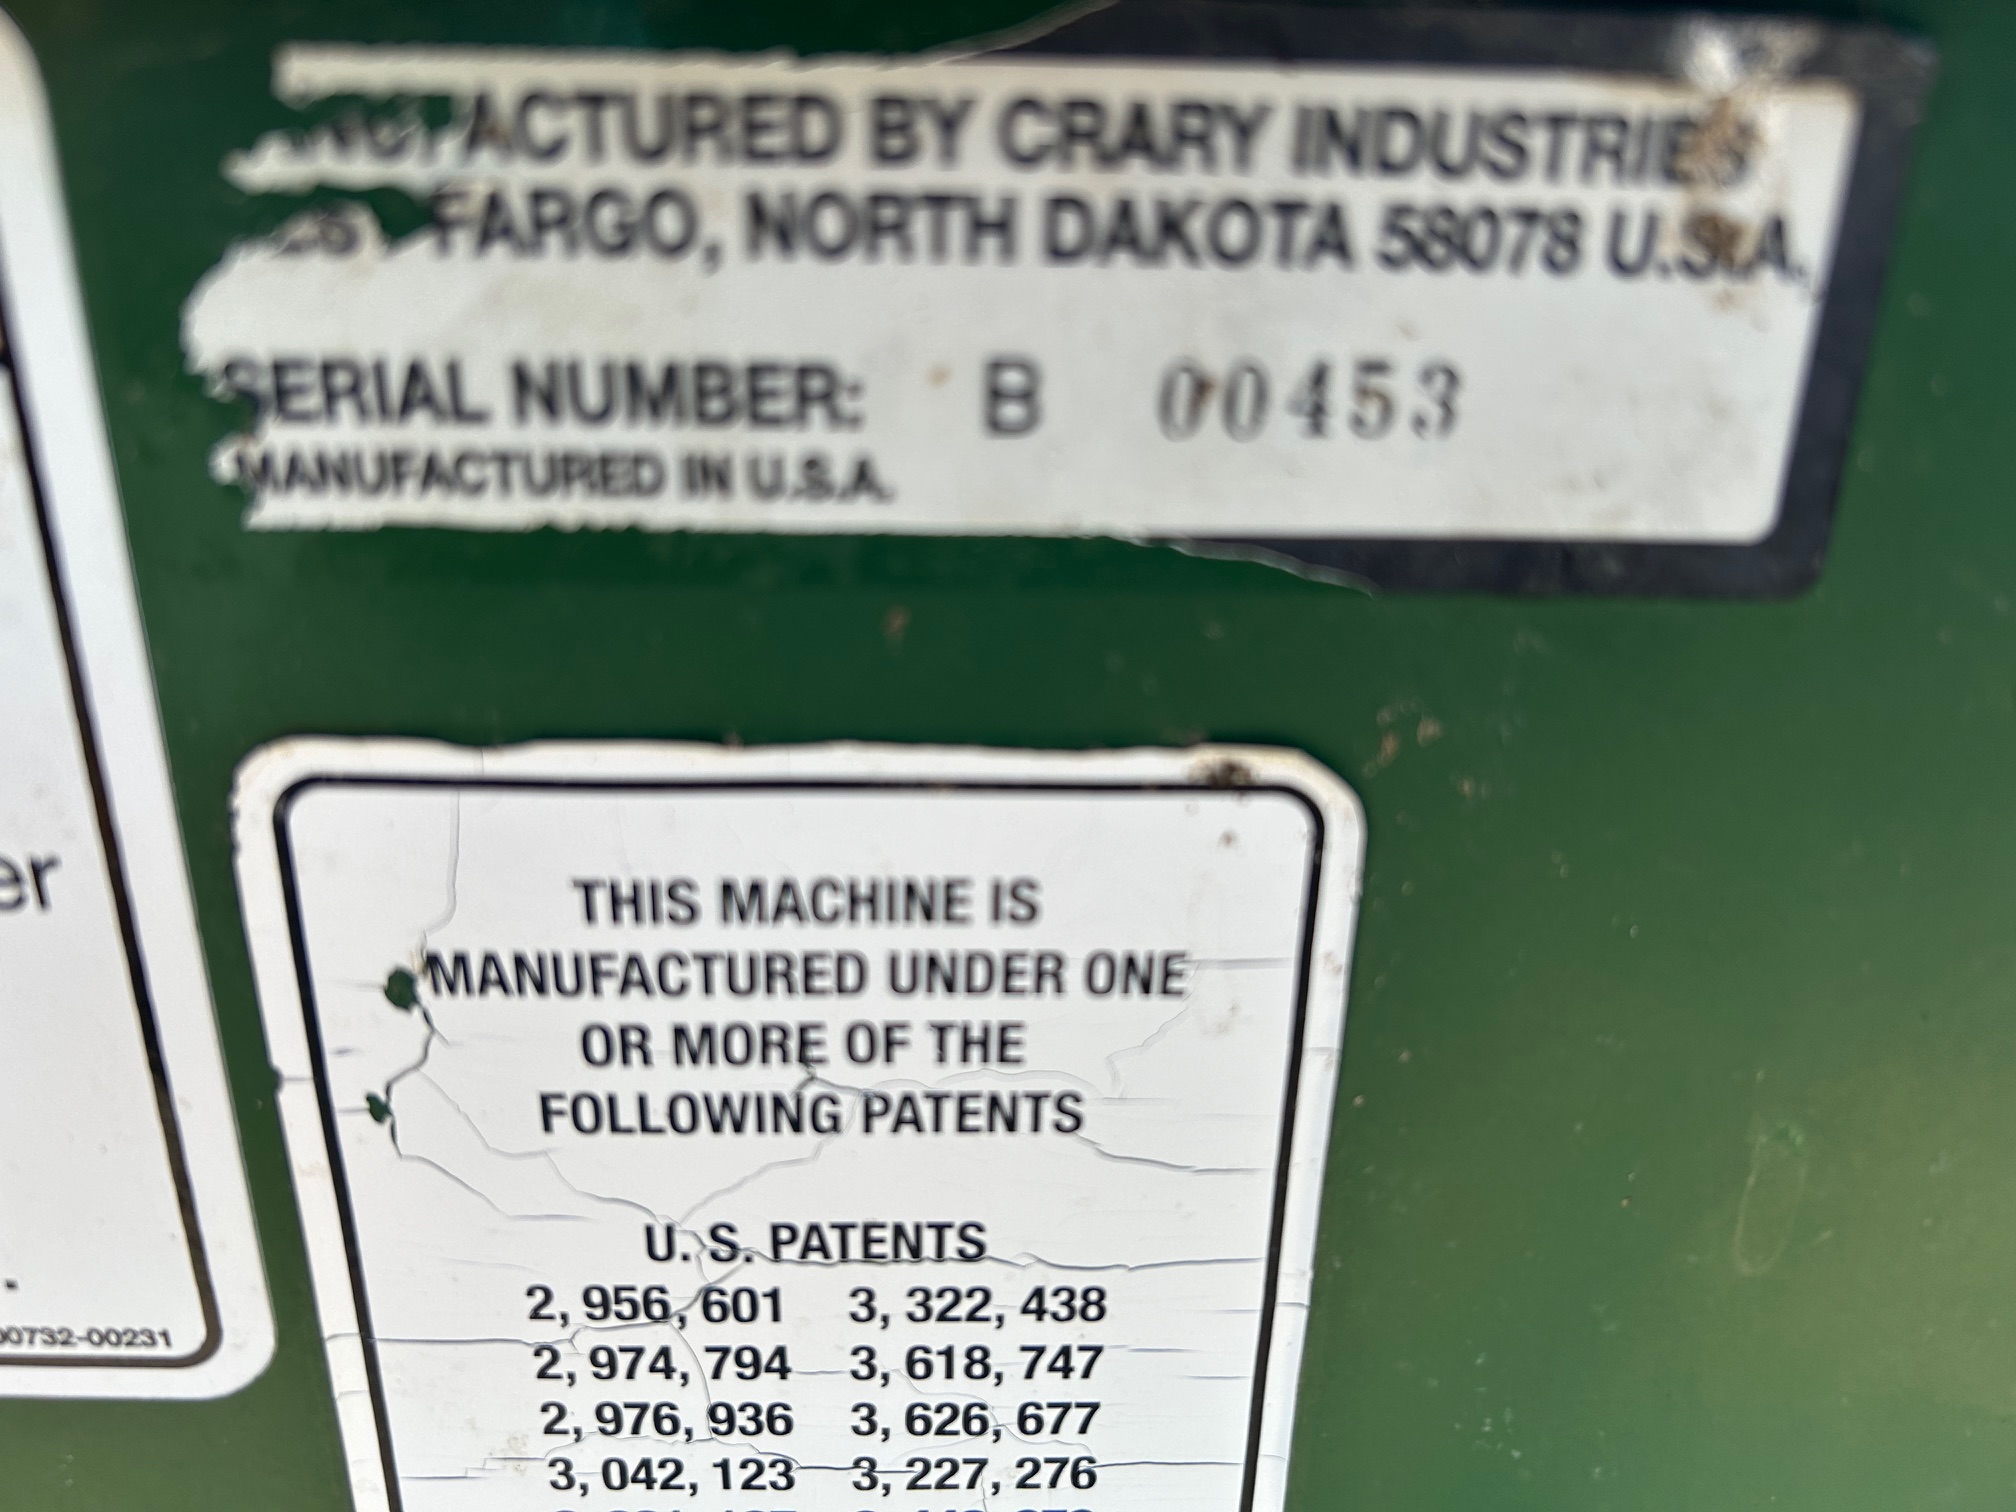 MANUFACTURED BY CRARY INDUSTRIES
FARGO, NORTH DAKOTA 58078 U.S.A.
SERIAL NUMBER: B 00453
MANUFACTURED IN U.S.A.
er
.
00732-00231
THIS MACHINE IS
MANUFACTURED UNDER ONE
OR MORE OF THE
FOLLOWING PATENTS
U. S. PATENTS
2, 956, 601 3, 322, 438
2, 974, 794 3, 618, 747
2, 976, 936 3, 626, 677
3, 042, 123 3, 227, 276